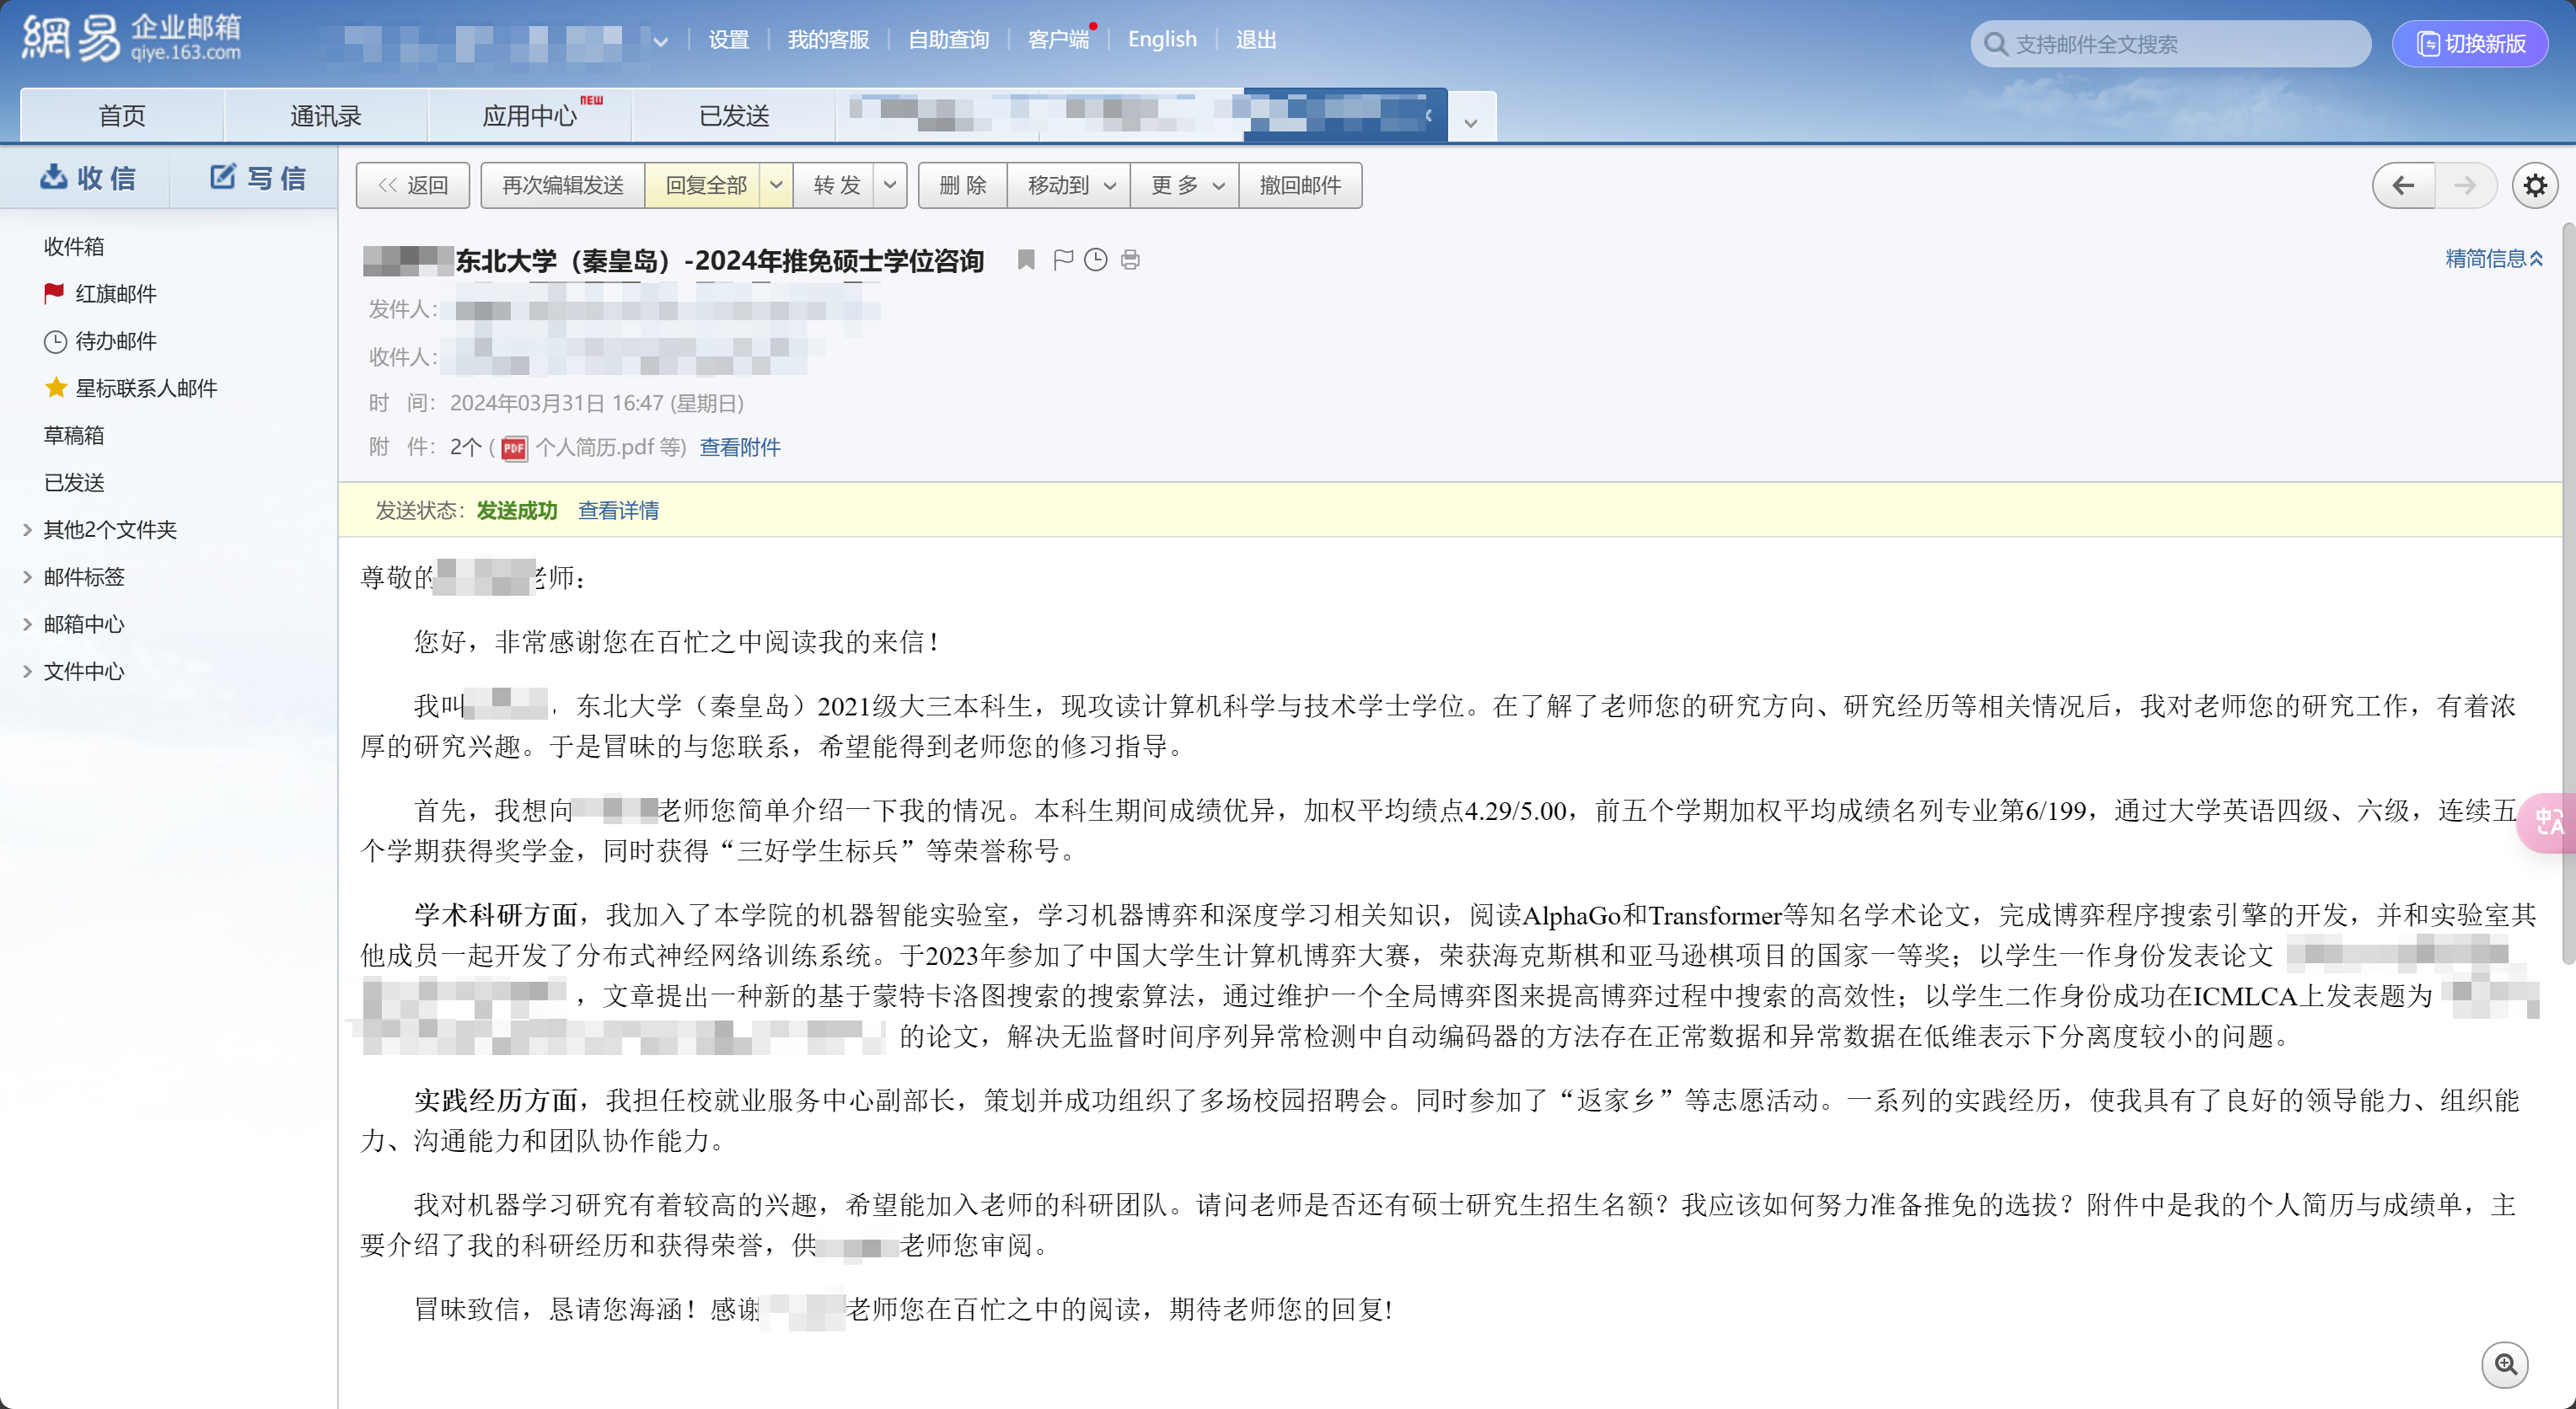 網易 企业邮箱
qiye.163.com
设置 我的客服 自助查询 客户端 English 退出
支持邮件全文搜索
切换新版
首页 通讯录 应用中心 NEW 已发送
收信 写信
返回 再次编辑发送 回复全部 转 发 删 除 移动到 更 多 撤回邮件
收件箱
红旗邮件
待办邮件
星标联系人邮件
草稿箱
已发送
其他2个文件夹
邮件标签
邮箱中心
文件中心
东北大学（秦皇岛）-2024年推免硕士学位咨询
精简信息
发件人：
收件人：
时 间： 2024年03月31日 16:47 (星期日)
附 件： 2个 ( PDF 个人简历.pdf 等) 查看附件
发送状态： 发送成功 查看详情
尊敬的 老师：
您好，非常感谢您在百忙之中阅读我的来信！
我叫 ，东北大学（秦皇岛）2021级大三本科生，现攻读计算机科学与技术学士学位。在了解了老师您的研究方向、研究经历等相关情况后，我对老师您的研究工作，有着浓
厚的研究兴趣。于是冒昧的与您联系，希望能得到老师您的修习指导。
首先，我想向 老师您简单介绍一下我的情况。本科生期间成绩优异，加权平均绩点4.29/5.00，前五个学期加权平均成绩名列专业第6/199，通过大学英语四级、六级，连续五
个学期获得奖学金，同时获得“三好学生标兵”等荣誉称号。
学术科研方面，我加入了本学院的机器智能实验室，学习机器博弈和深度学习相关知识，阅读AlphaGo和Transformer等知名学术论文，完成博弈程序搜索引擎的开发，并和实验室其
他成员一起开发了分布式神经网络训练系统。于2023年参加了中国大学生计算机博弈大赛，荣获海克斯棋和亚马逊棋项目的国家一等奖；以学生一作身份发表论文
，文章提出一种新的基于蒙特卡洛图搜索的搜索算法，通过维护一个全局博弈图来提高博弈过程中搜索的高效性；以学生二作身份成功在ICMLCA上发表题为
的论文，解决无监督时间序列异常检测中自动编码器的方法存在正常数据和异常数据在低维表示下分离度较小的问题。
实践经历方面，我担任校就业服务中心副部长，策划并成功组织了多场校园招聘会。同时参加了“返家乡”等志愿活动。一系列的实践经历，使我具有了良好的领导能力、组织能
力、沟通能力和团队协作能力。
我对机器学习研究有着较高的兴趣，希望能加入老师的科研团队。请问老师是否还有硕士研究生招生名额？我应该如何努力准备推免的选拔？附件中是我的个人简历与成绩单，主
要介绍了我的科研经历和获得荣誉，供 老师您审阅。
冒昧致信，恳请您海涵！感谢 老师您在百忙之中的阅读，期待老师您的回复!